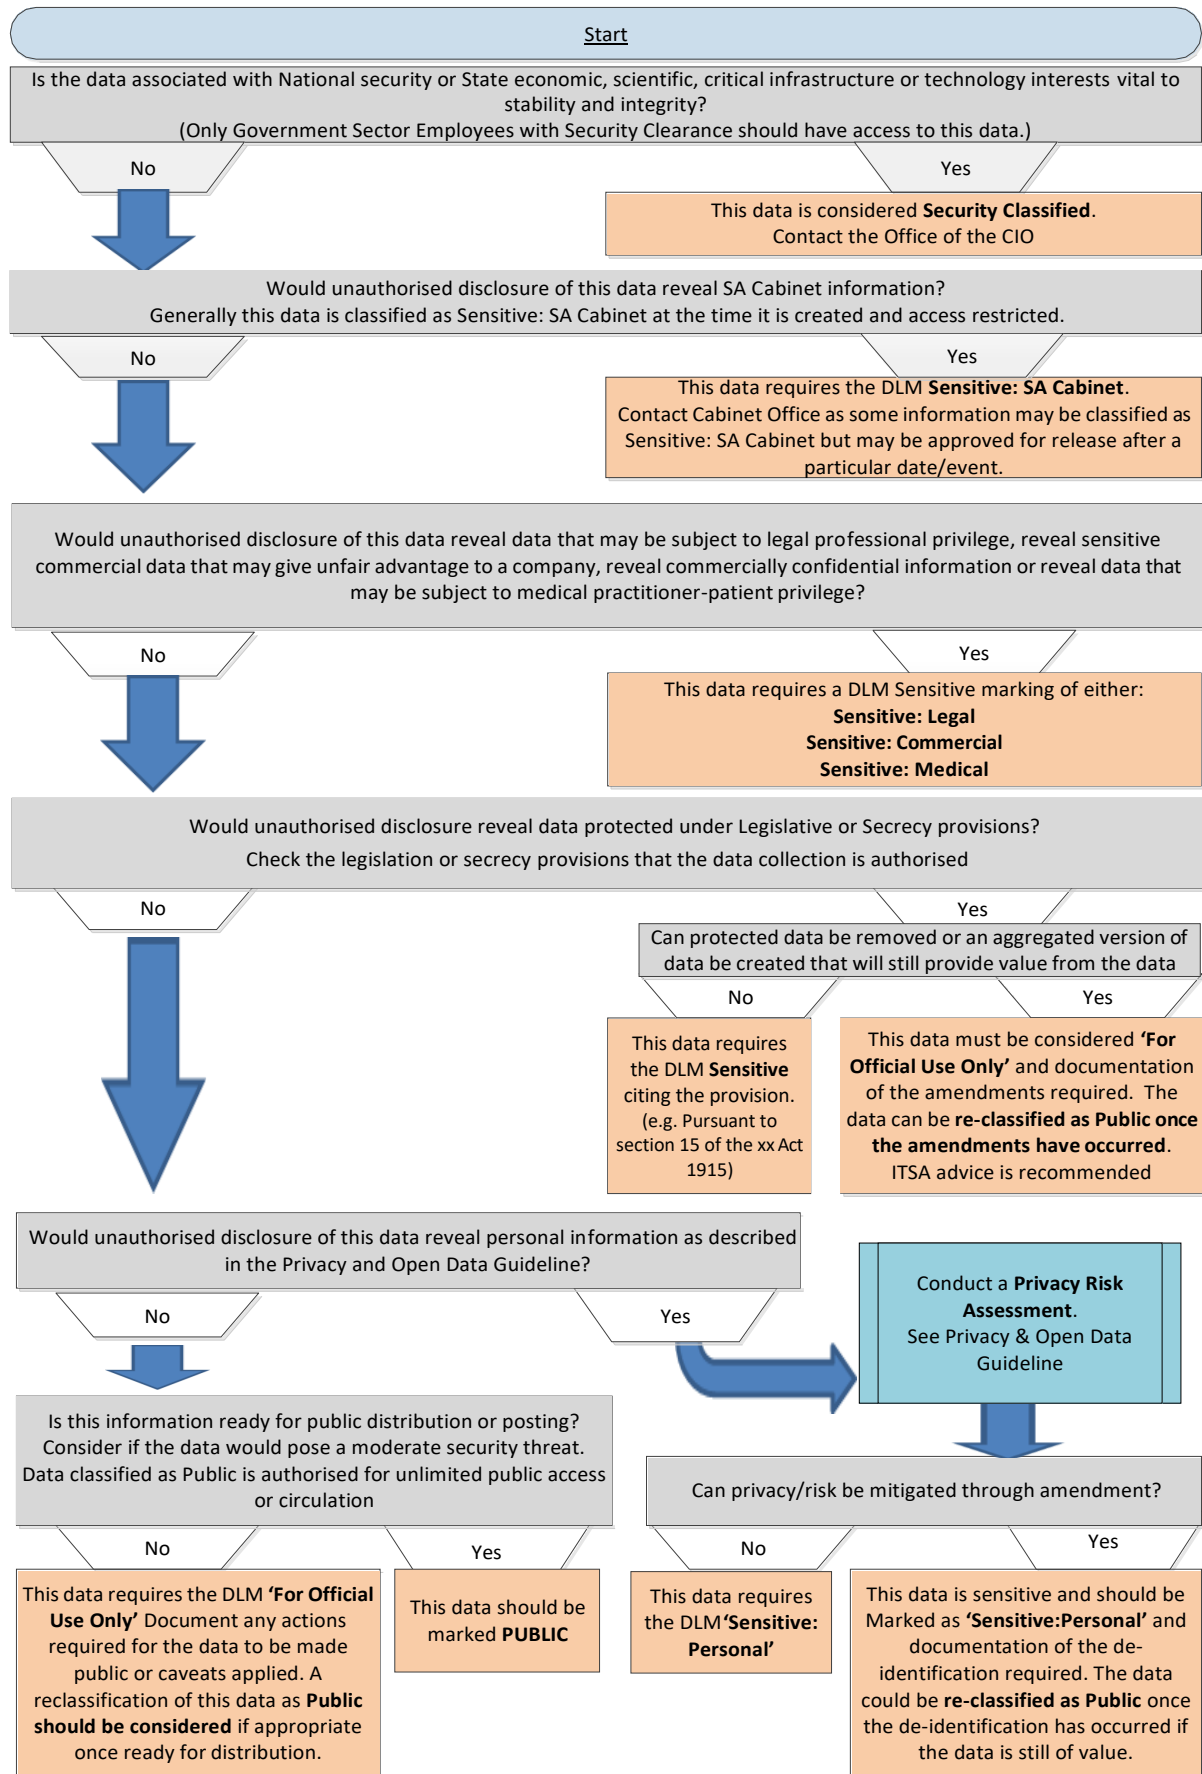 Start
Is the data associated with National security or State economic, scientific, critical infrastructure or technology interests vital to
stability and integrity?
(Only Government Sector Employees with Security Clearance should have access to this data.)
No
Yes
This data is considered Security Classified.
Contact the Office of the CIO
Would unauthorised disclosure of this data reveal SA Cabinet information?
Generally this data is classified as Sensitive: SA Cabinet at the time it is created and access restricted.
No
Yes
This data requires the DLM Sensitive: SA Cabinet.
Contact Cabinet Office as some information may be classified as
Sensitive: SA Cabinet but may be approved for release after a
particular date/event.
Would unauthorised disclosure of this data reveal data that may be subject to legal professional privilege, reveal sensitive
commercial data that may give unfair advantage to a company, reveal commercially confidential information or reveal data that
may be subject to medical practitioner-patient privilege?
No
Yes
This data requires a DLM Sensitive marking of either:
Sensitive: Legal
Sensitive: Commercial
Sensitive: Medical
Would unauthorised disclosure reveal data protected under Legislative or Secrecy provisions?
Check the legislation or secrecy provisions that the data collection is authorised
No
Yes
Can protected data be removed or an aggregated version of
data be created that will still provide value from the data
No
Yes
This data requires
the DLM Sensitive
citing the provision.
(e.g. Pursuant to
section 15 of the xx Act
1915)
This data must be considered ‘For
Official Use Only’ and documentation
of the amendments required. The
data can be re-classified as Public once
the amendments have occurred.
ITSA advice is recommended
Would unauthorised disclosure of this data reveal personal information as described
in the Privacy and Open Data Guideline?
No
Yes
Conduct a Privacy Risk
Assessment.
See Privacy & Open Data
Guideline
Is this information ready for public distribution or posting?
Consider if the data would pose a moderate security threat.
Data classified as Public is authorised for unlimited public access
or circulation
Can privacy/risk be mitigated through amendment?
No
Yes
No
Yes
This data requires the DLM ‘For Official
Use Only’ Document any actions
required for the data to be made
public or caveats applied. A
reclassification of this data as Public
should be considered if appropriate
once ready for distribution.
This data should be
marked PUBLIC
This data requires
the DLM‘Sensitive:
Personal’
This data is sensitive and should be
Marked as ‘Sensitive:Personal’ and
documentation of the de-
identification required. The data
could be re-classified as Public once
the de-identification has occurred if
the data is still of value.